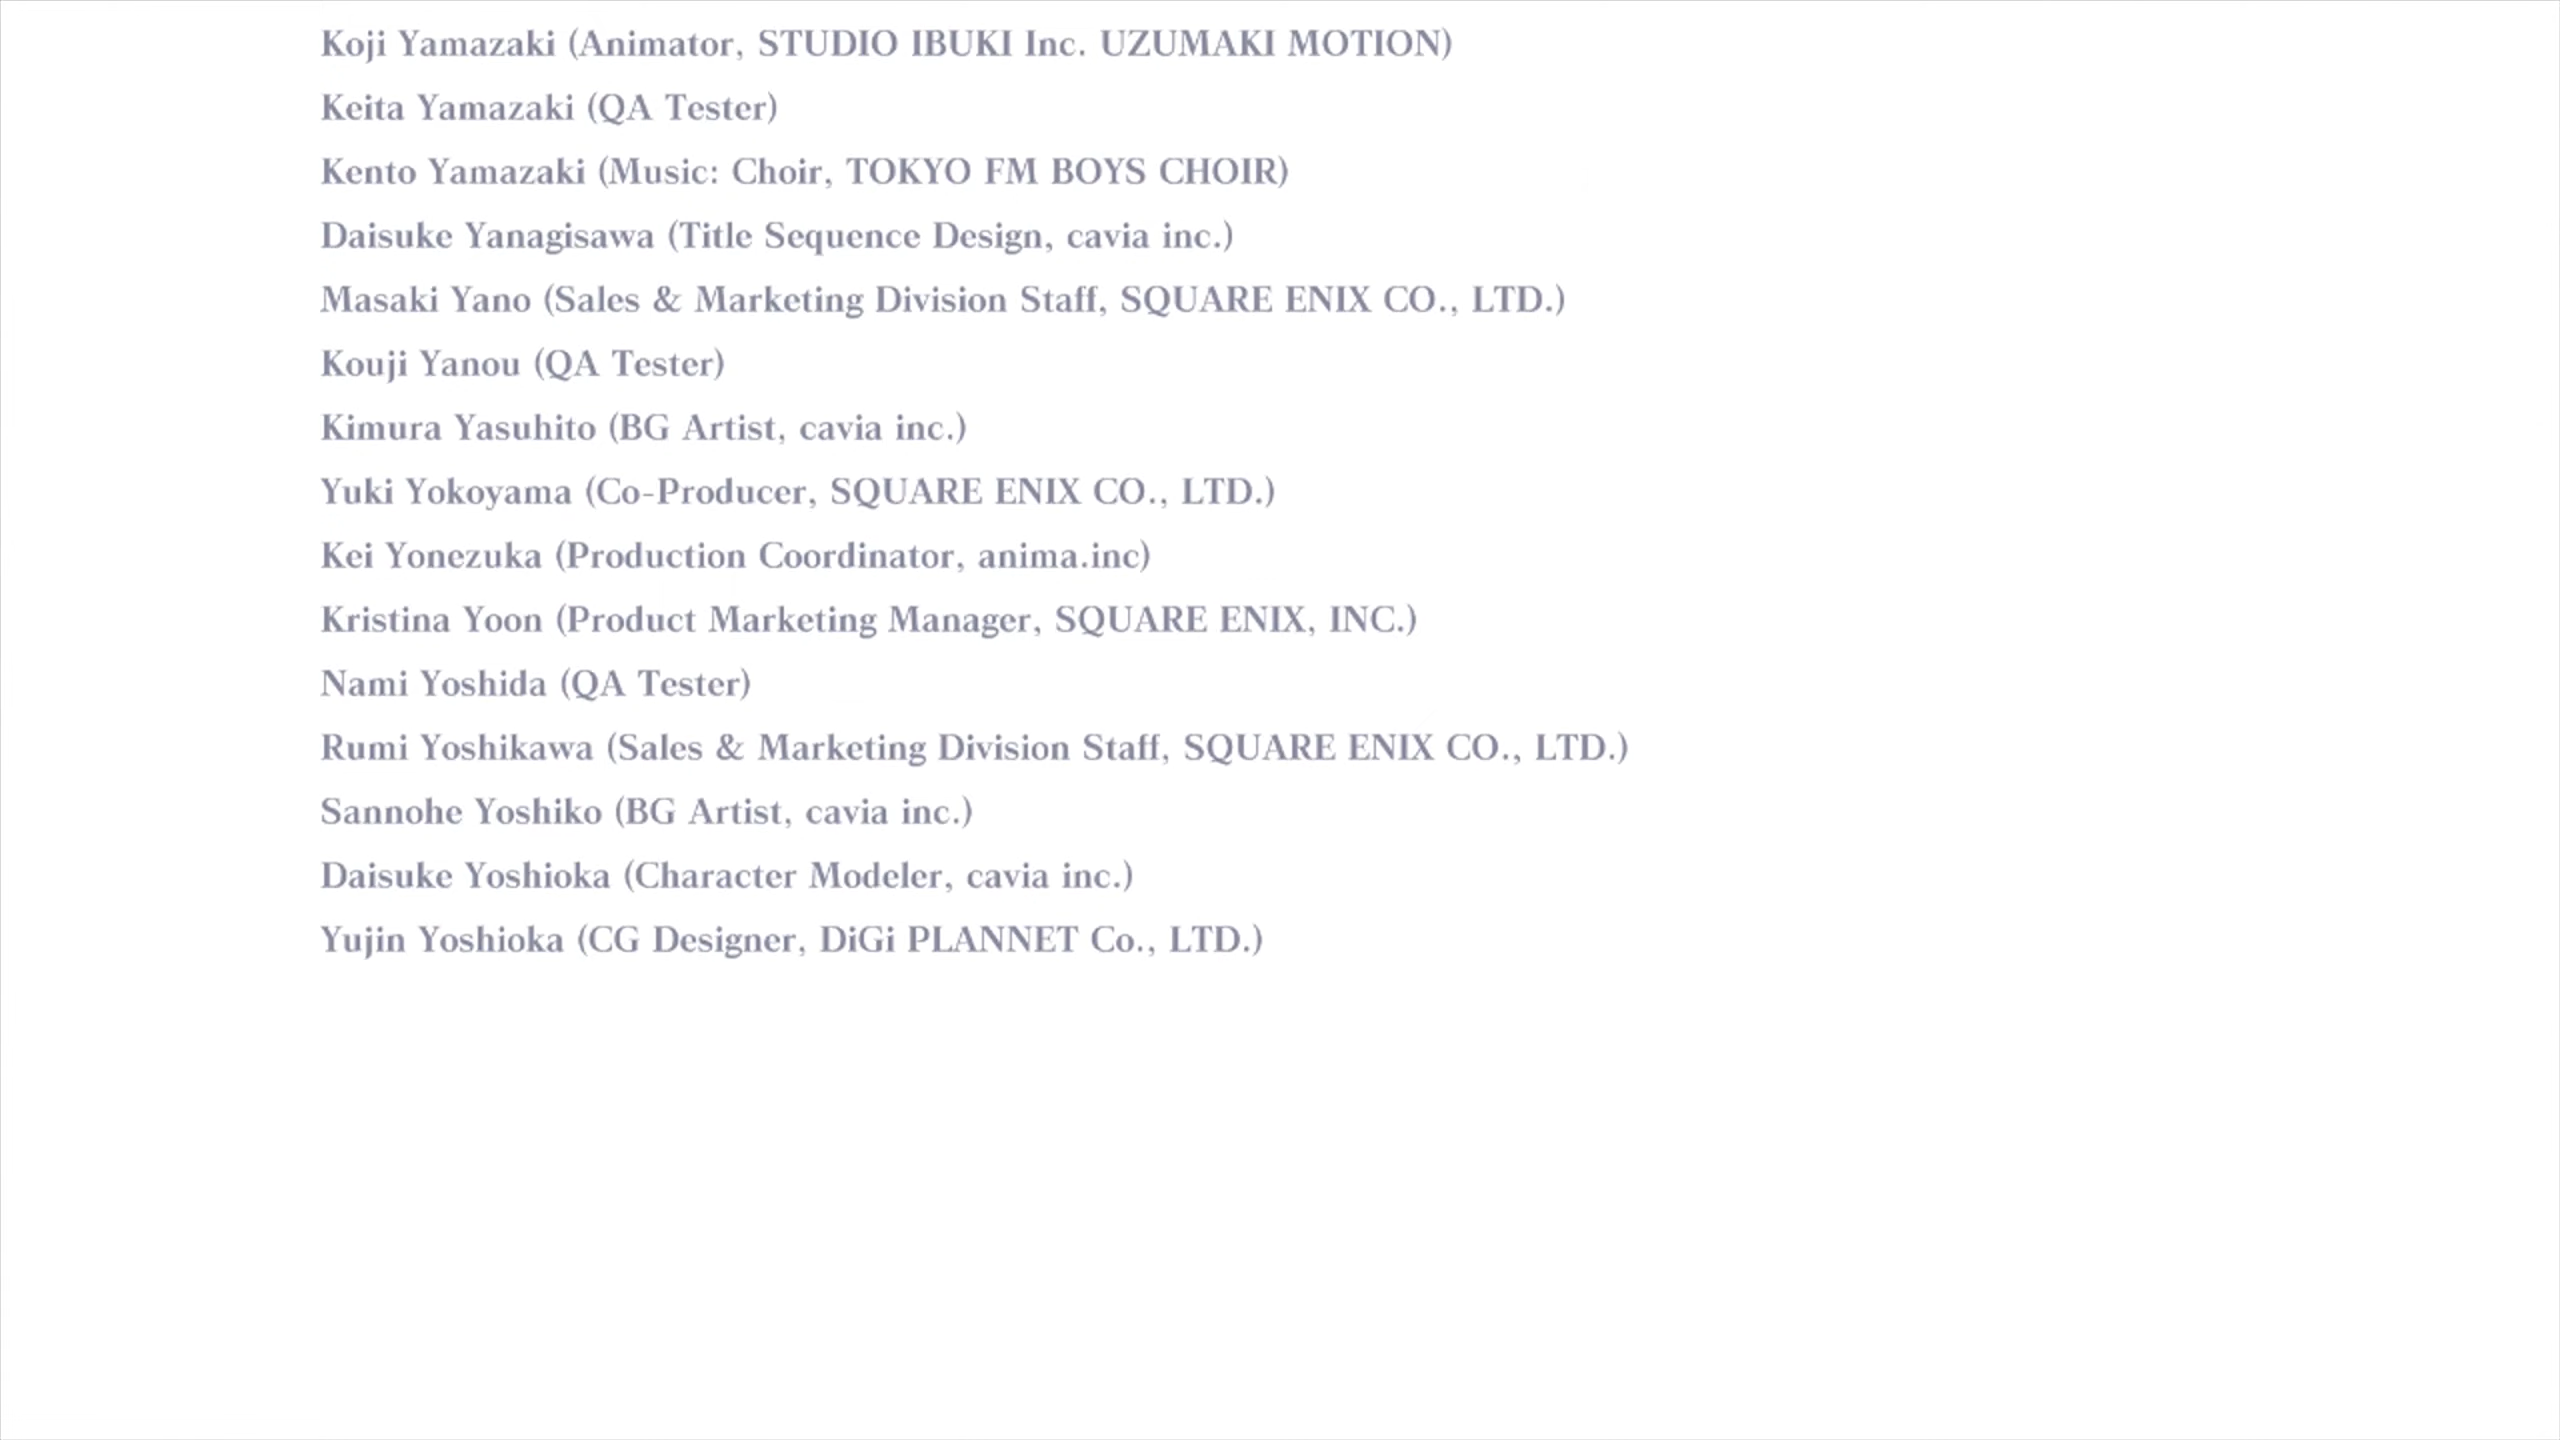 Koji Yamazaki (Animator, STUDIO IBUKI Inc. UZUMAKI MOTION)
Keita Yamazaki (QA Tester)
Kento Yamazaki (Music: Choir, TOKYO FM BOYS CHOIR)
Daisuke Yanagisawa (Title Sequence Design, cavia inc.)
Masaki Yano (Sales & Marketing Division Staff, SQUARE ENIX CO., LTD.)
Kouji Yanou (QA Tester)
Kimura Yasuhito (BG Artist, cavia inc.)
Yuki Yokoyama (Co-Producer, SQUARE ENIX CO., LTD.)
Kei Yonezuka (Production Coordinator, anima.inc)
Kristina Yoon (Product Marketing Manager, SQUARE ENIX, INC.)
Nami Yoshida (QA Tester)
Rumi Yoshikawa (Sales & Marketing Division Staff, SQUARE ENIX CO., LTD.)
Sannohe Yoshiko (BG Artist, cavia inc.)
Daisuke Yoshioka (Character Modeler, cavia inc.)
Yujin Yoshioka (CG Designer, DiGi PLANNET Co., LTD.)